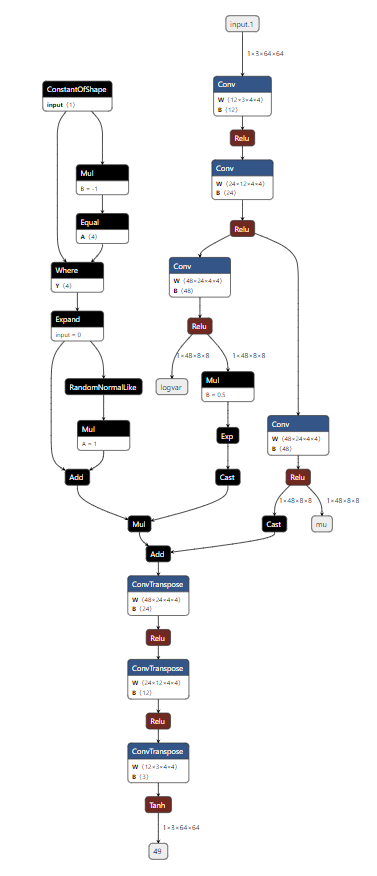 input.1
1×3×64×64
ConstantOfShape
input ⟨1⟩
Conv
W ⟨12×3×4×4⟩
B ⟨12⟩
Relu
Mul
B = -1
Conv
W ⟨24×12×4×4⟩
B ⟨24⟩
Equal
A ⟨4⟩
Relu
Where
Y ⟨4⟩
Conv
W ⟨48×24×4×4⟩
B ⟨48⟩
Expand
input = 0
Relu
1×48×8×8
1×48×8×8
RandomNormalLike
logvar
Mul
B = 0.5
Mul
A = 1
Exp
Conv
W ⟨48×24×4×4⟩
B ⟨48⟩
Add
Cast
Relu
1×48×8×8
1×48×8×8
Mul
Cast
mu
Add
ConvTranspose
W ⟨48×24×4×4⟩
B ⟨24⟩
Relu
ConvTranspose
W ⟨24×12×4×4⟩
B ⟨12⟩
Relu
ConvTranspose
W ⟨12×3×4×4⟩
B ⟨3⟩
Tanh
1×3×64×64
49